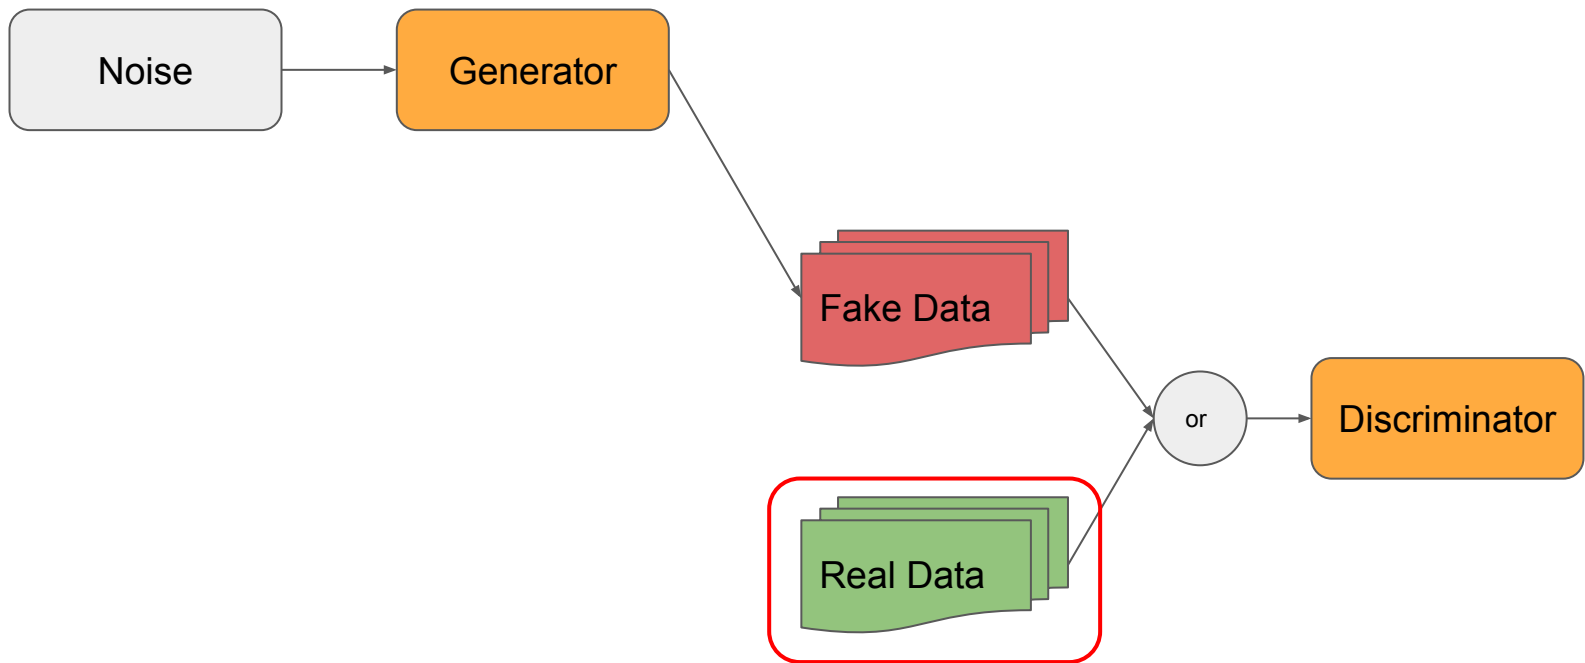 Noise
Generator
Fake Data
or
Discriminator
Real Data